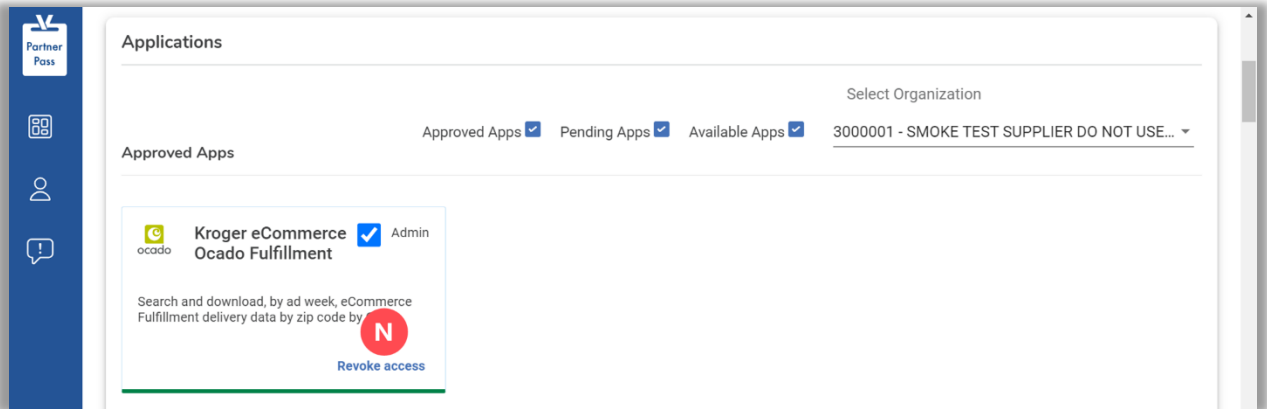 Partner
Pass
Applications
Select Organization
Approved Apps Pending Apps Available Apps 3000001 - SMOKE TEST SUPPLIER DO NOT USE...
Approved Apps
ocado
Kroger eCommerce Admin
Ocado Fulfillment
Search and download, by ad week, eCommerce
Fulfillment delivery data by zip code by
N
Revoke access